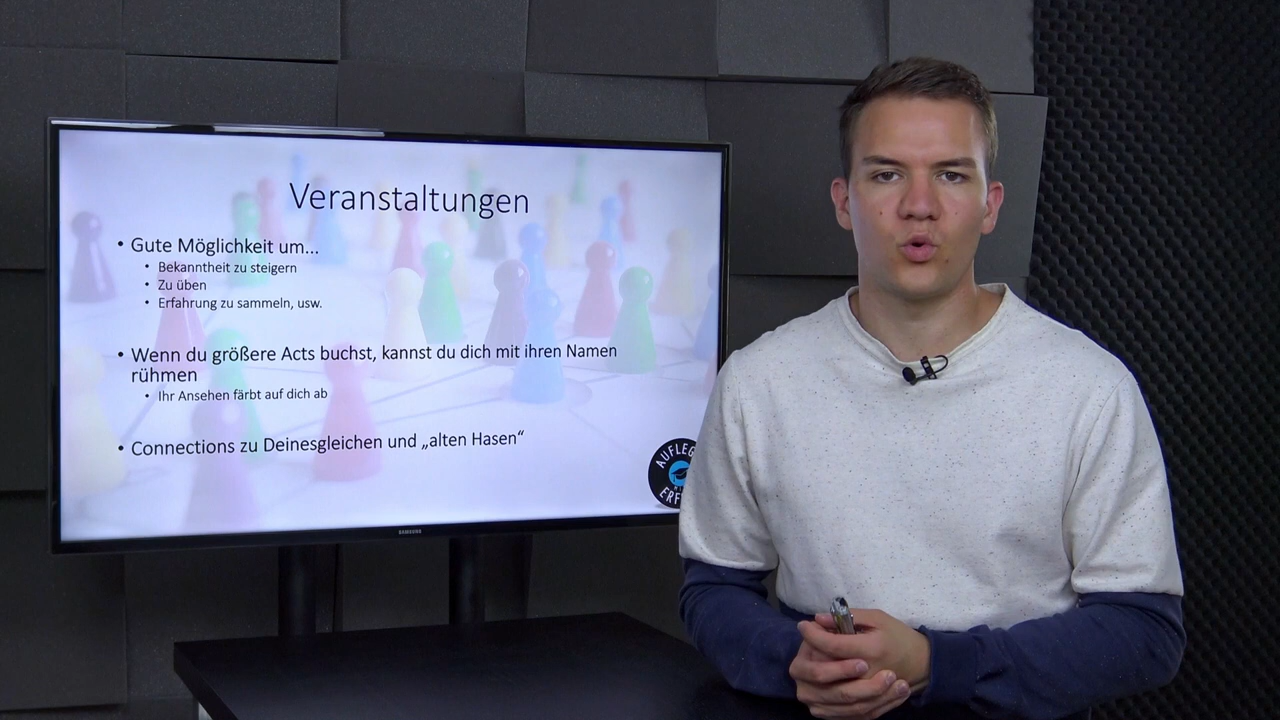 Veranstaltungen
• Gute Möglichkeit um...
• Bekanntheit zu steigern
• Zu üben
• Erfahrung zu sammeln, usw.
• Wenn du größere Acts buchst, kannst du dich mit ihren Namen
rühmen
• Ihr Ansehen färbt auf dich ab
• Connections zu Deinesgleichen und „alten Hasen“
SAMSUNG